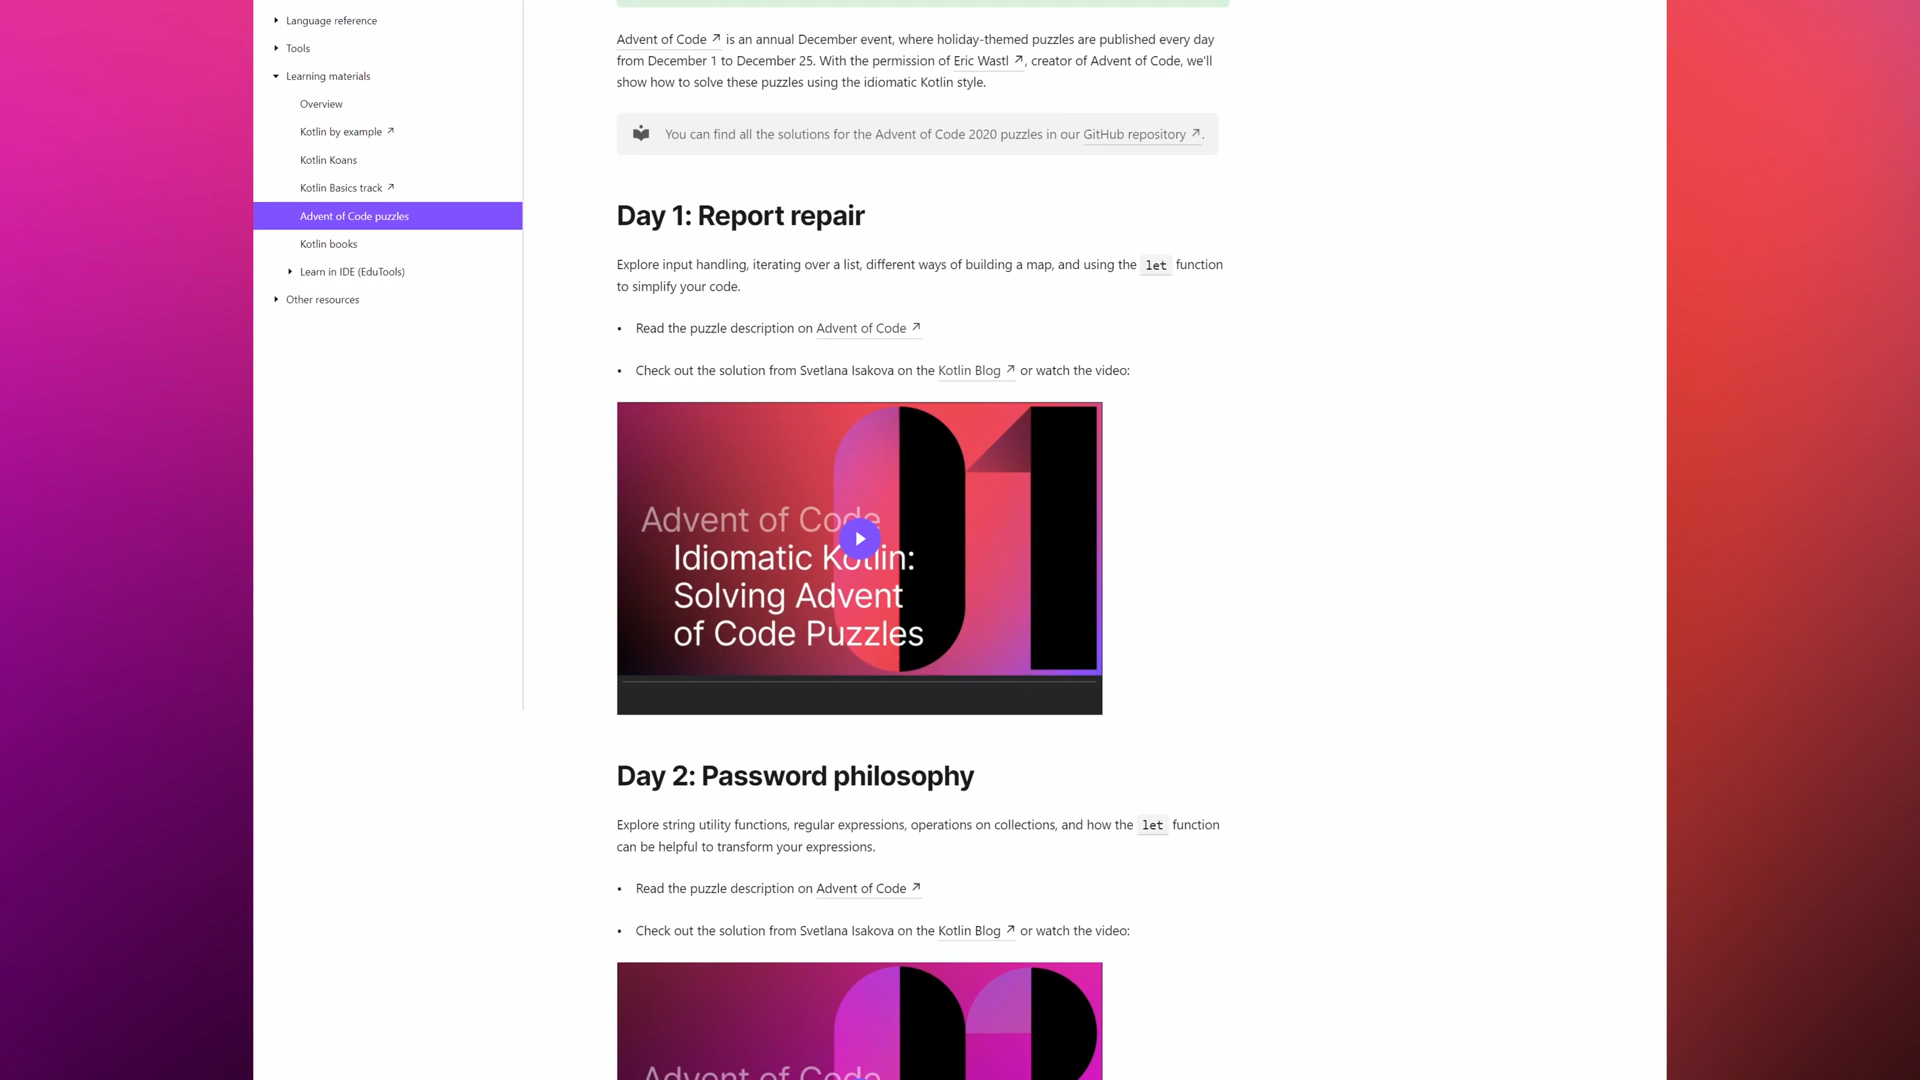 Language reference
Tools
Learning materials
Overview
Kotlin by example
Kotlin Koans
Kotlin Basics track
Advent of Code puzzles
Kotlin books
Learn in IDE (EduTools)
Other resources
Advent of Code is an annual December event, where holiday-themed puzzles are published every day
from December 1 to December 25. With the permission of Eric Wastl, creator of Advent of Code, we'll
show how to solve these puzzles using the idiomatic Kotlin style.
You can find all the solutions for the Advent of Code 2020 puzzles in our GitHub repository.
Day 1: Report repair
Explore input handling, iterating over a list, different ways of building a map, and using the let function
to simplify your code.
• Read the puzzle description on Advent of Code
• Check out the solution from Svetlana Isakova on the Kotlin Blog or watch the video:
01
Advent of Code
Idiomatic Kotlin:
Solving Advent
of Code Puzzles
Day 2: Password philosophy
Explore string utility functions, regular expressions, operations on collections, and how the let function
can be helpful to transform your expressions.
• Read the puzzle description on Advent of Code
• Check out the solution from Svetlana Isakova on the Kotlin Blog or watch the video:
02
Advent of Code